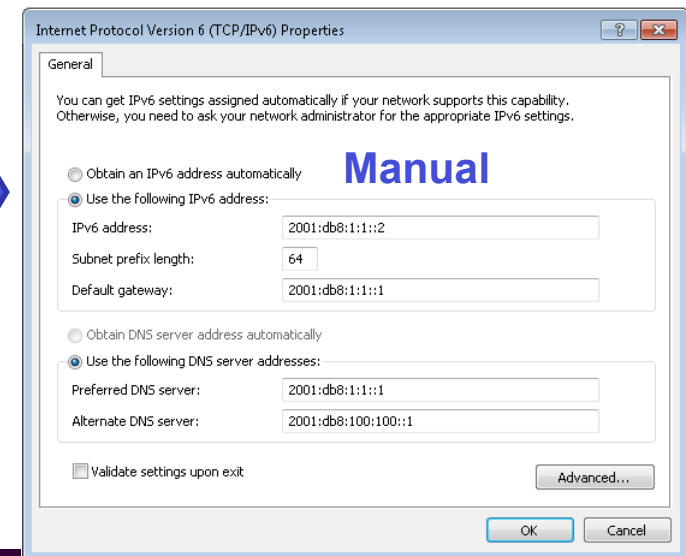 Internet Protocol Version 6 (TCP/IPv6) Properties
General
You can get IPv6 settings assigned automatically if your network supports this capability.
Otherwise, you need to ask your network administrator for the appropriate IPv6 settings.
Manual
Obtain an IPv6 address automatically
Use the following IPv6 address:
IPv6 address: 2001:db8:1:1::2
Subnet prefix length: 64
Default gateway: 2001:db8:1:1::1
Obtain DNS server address automatically
Use the following DNS server addresses:
Preferred DNS server: 2001:db8:1:1::1
Alternate DNS server: 2001:db8:100:100::1
Validate settings upon exit
Advanced...
OK Cancel